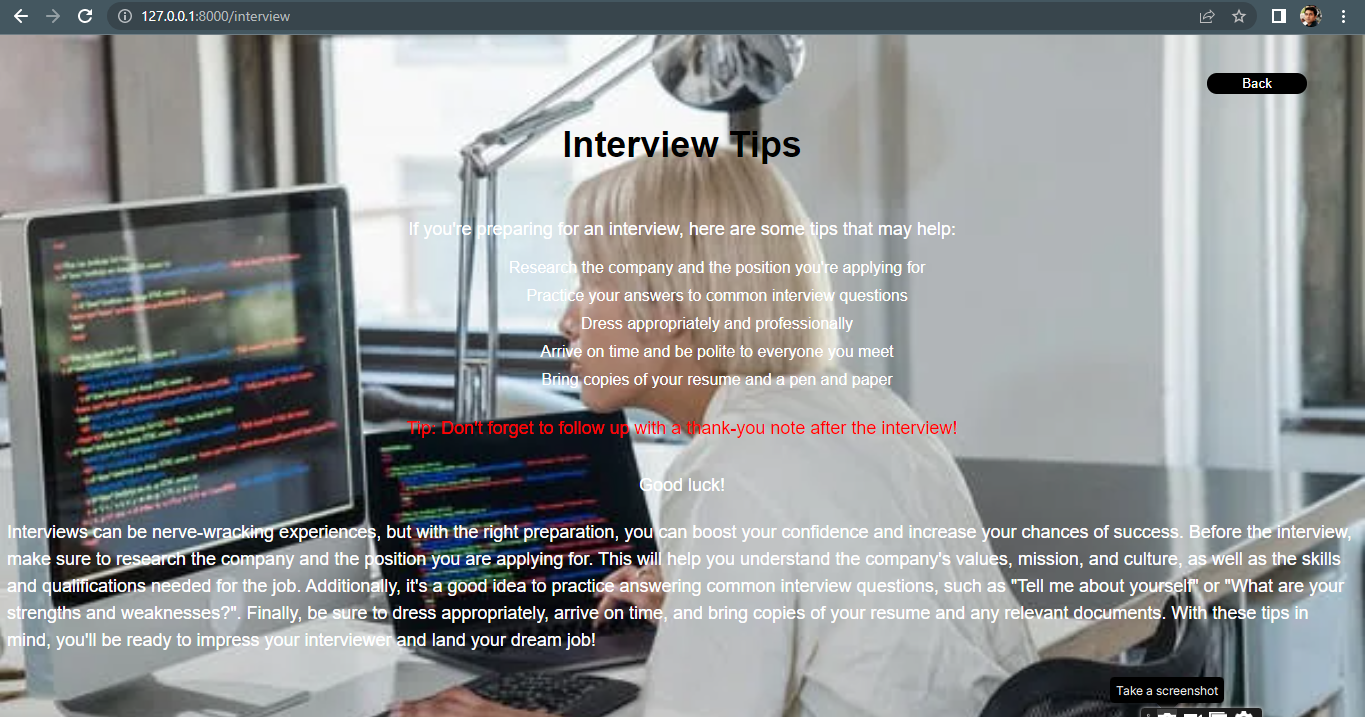 127.0.0.1:8000/interview
Back
Interview Tips
If you're preparing for an interview, here are some tips that may help:
Research the company and the position you're applying for
Practice your answers to common interview questions
Dress appropriately and professionally
Arrive on time and be polite to everyone you meet
Bring copies of your resume and a pen and paper
Tip: Don't forget to follow up with a thank-you note after the interview!
Good luck!
Interviews can be nerve-wracking experiences, but with the right preparation, you can boost your confidence and increase your chances of success. Before the interview,
make sure to research the company and the position you are applying for. This will help you understand the company's values, mission, and culture, as well as the skills
and qualifications needed for the job. Additionally, it's a good idea to practice answering common interview questions, such as "Tell me about yourself" or "What are your
strengths and weaknesses?". Finally, be sure to dress appropriately, arrive on time, and bring copies of your resume and any relevant documents. With these tips in
mind, you'll be ready to impress your interviewer and land your dream job!
Take a screenshot